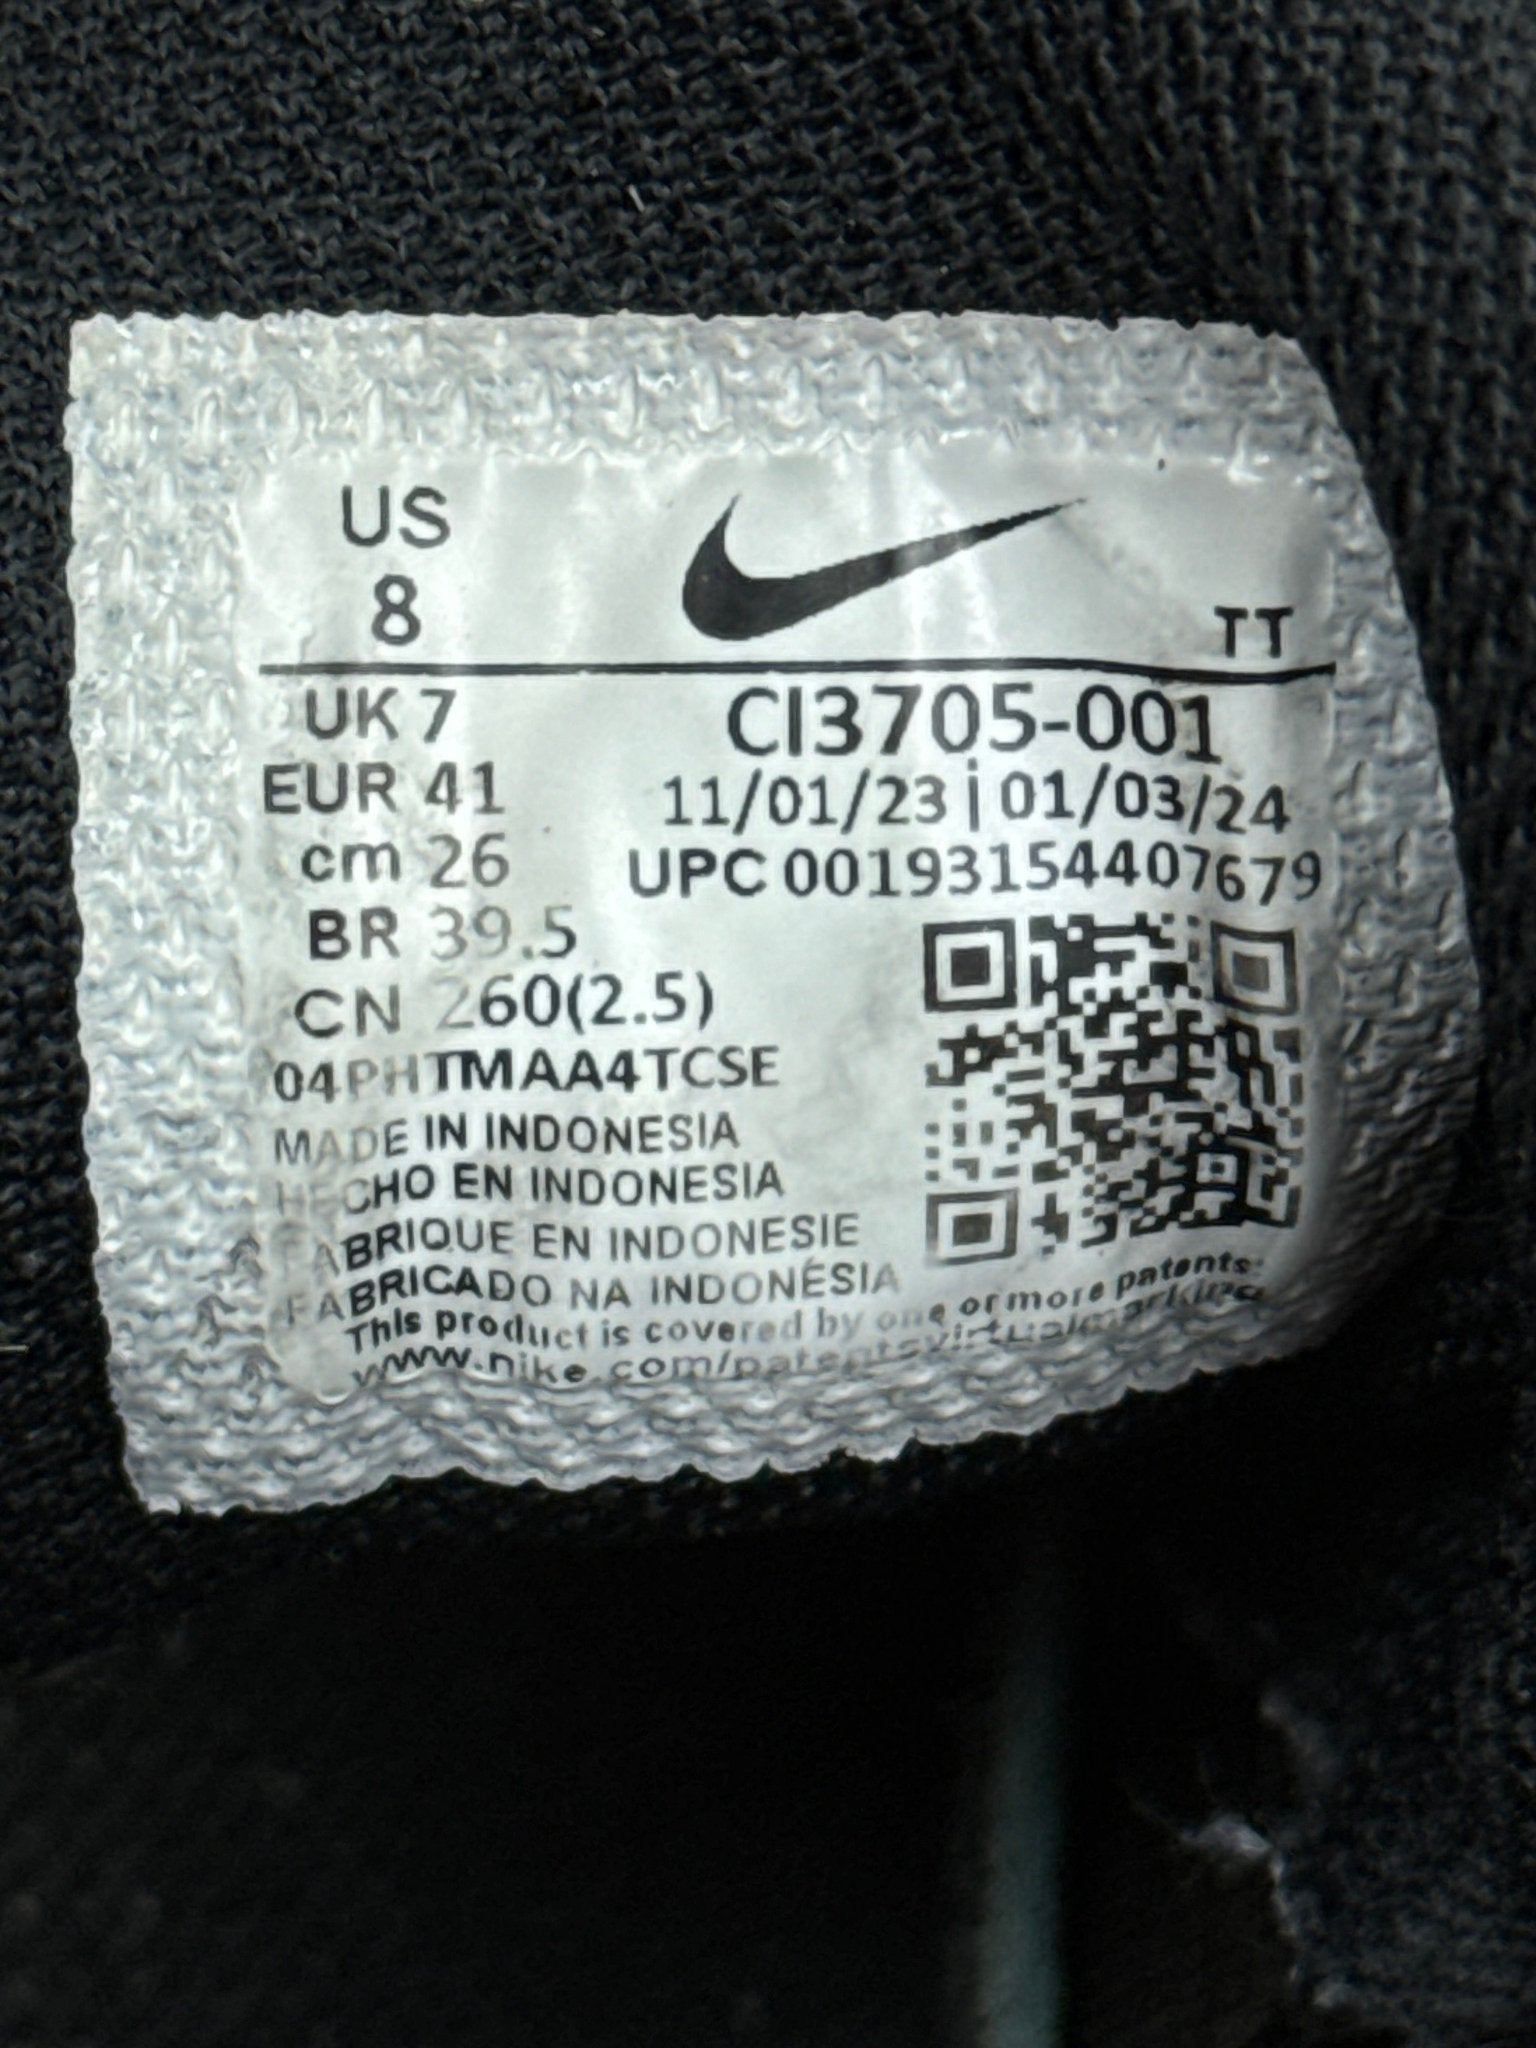 US
8
TT
UK 7
EUR 41
cm 26
BR 39.5
CN 260(2.5)
CI3705-001
11/01/23 | 01/03/24
UPC 00193154407679
04PHTMAA4TCSE
MADE IN INDONESIA
HECHO EN INDONESIA
FABRIQUE EN INDONESIE
FABRICADO NA INDONÉSIA
This product is covered by one or more patents:
www.nike.com/patentsvirtualmarking